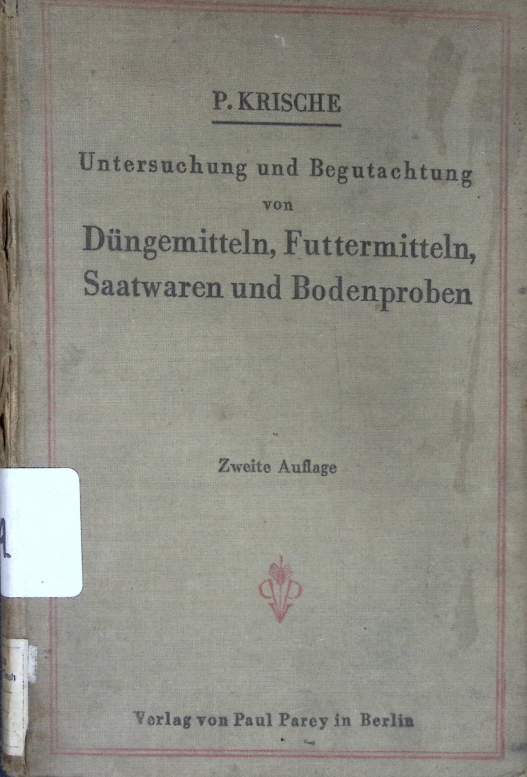 P. KRISCHE
Untersuchung und Begutachtung
von
Düngemitteln, Futtermitteln,
Saatwaren und Bodenproben
Zweite Auflage
Verlag von Paul Parey in Berlin